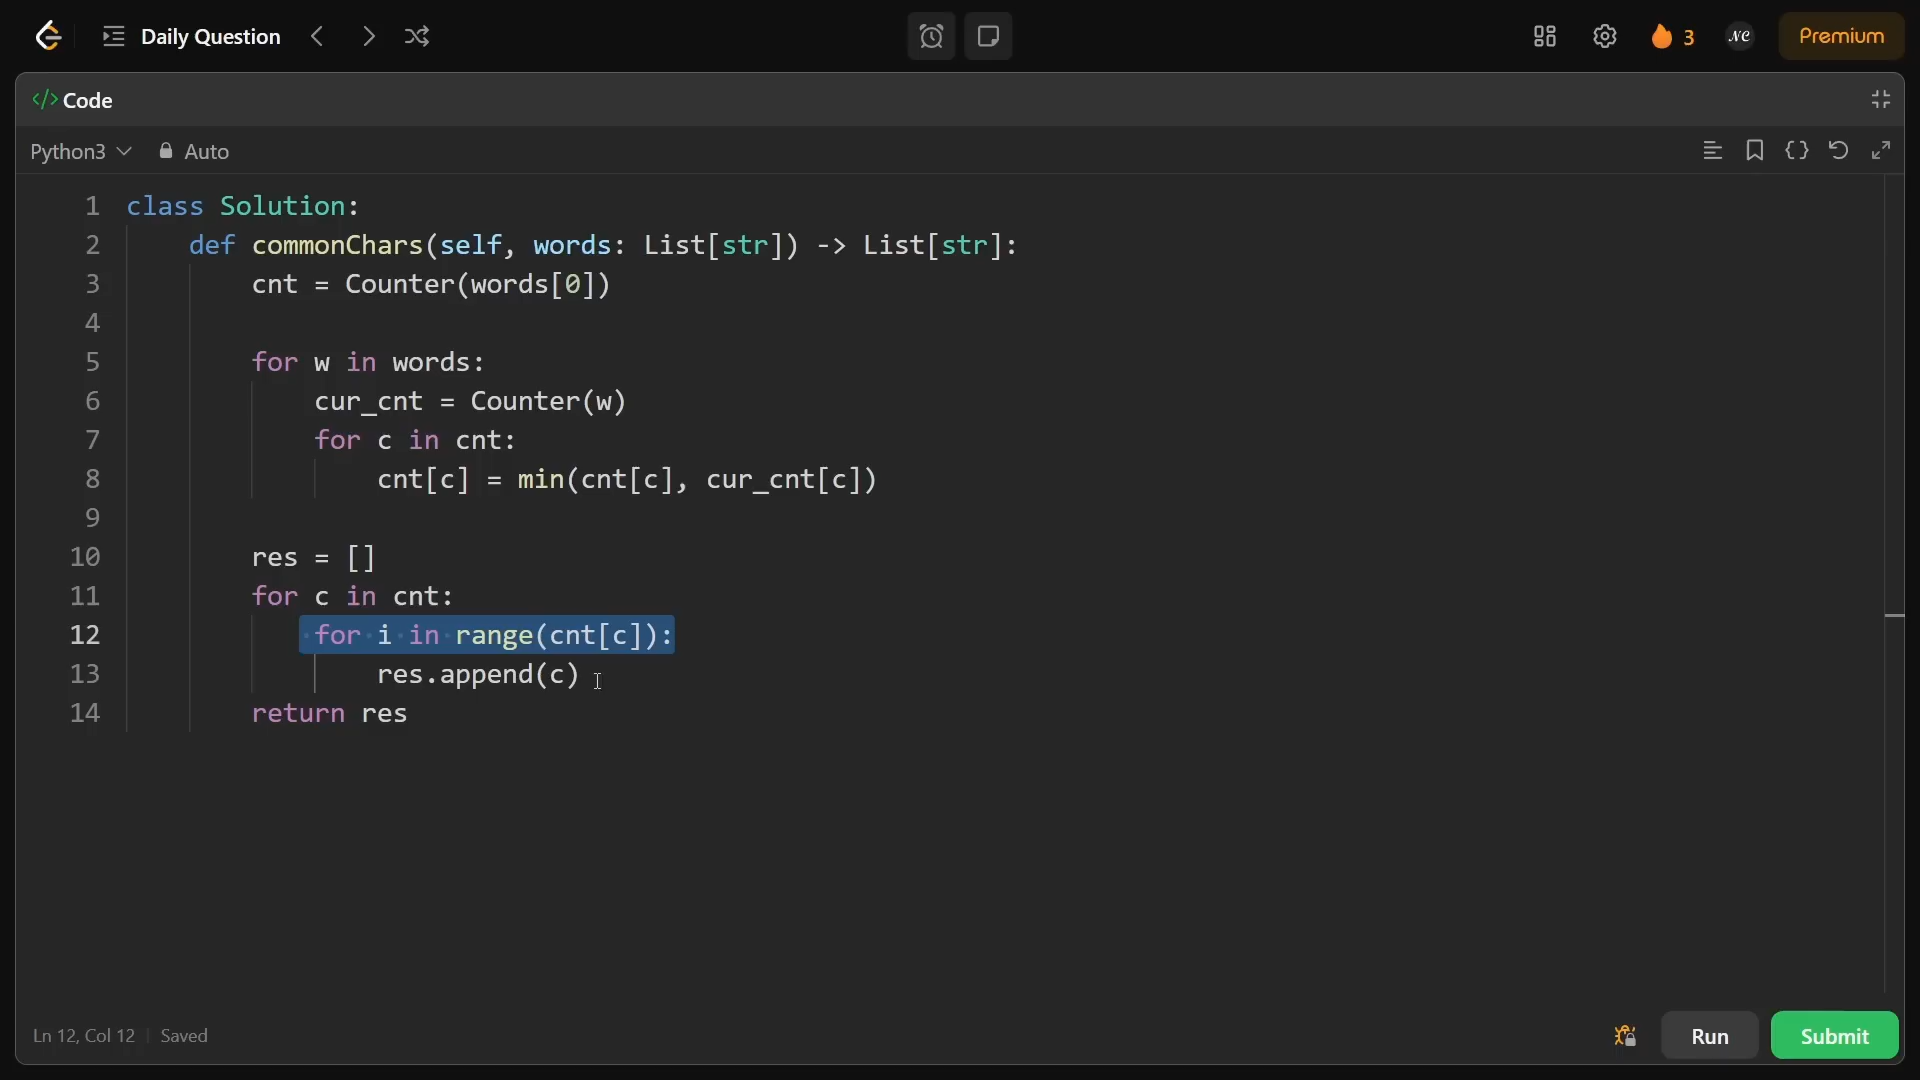 Daily Question
3
NC
Premium
</> Code
Python3
Auto
1 class Solution:
2 def commonChars(self, words: List[str]) -> List[str]:
3 cnt = Counter(words[0])
4
5 for w in words:
6 cur_cnt = Counter(w)
7 for c in cnt:
8 cnt[c] = min(cnt[c], cur_cnt[c])
9
10 res = []
11 for c in cnt:
12 for i in range(cnt[c]):
13 res.append(c)
14 return res
Ln 12, Col 12
Saved
Run
Submit